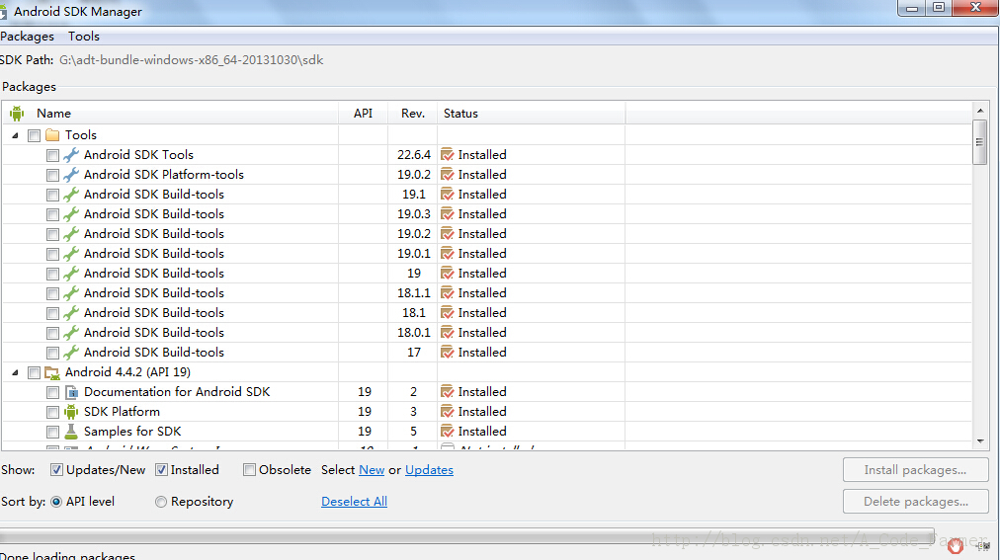 Android SDK Manager
Packages Tools
SDK Path: G:\adt-bundle-windows-x86_64-20131030\sdk
Packages
Name API Rev. Status
Tools
Android SDK Tools 22.6.4 Installed
Android SDK Platform-tools 19.0.2 Installed
Android SDK Build-tools 19.1 Installed
Android SDK Build-tools 19.0.3 Installed
Android SDK Build-tools 19.0.2 Installed
Android SDK Build-tools 19.0.1 Installed
Android SDK Build-tools 19 Installed
Android SDK Build-tools 18.1.1 Installed
Android SDK Build-tools 18.1 Installed
Android SDK Build-tools 18.0.1 Installed
Android SDK Build-tools 17 Installed
Android 4.4.2 (API 19)
Documentation for Android SDK 19 2 Installed
SDK Platform 19 3 Installed
Samples for SDK 19 5 Installed
Show: Updates/New Installed Obsolete Select New or Updates Install packages...
Sort by: API level Repository Deselect All Delete packages...
http://blog.csdn.net/A_Code_Farmer
Done loading packages.